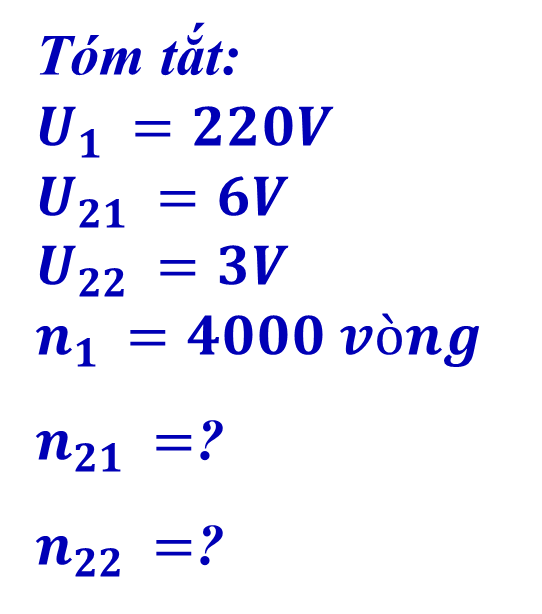 Tóm tắt:
U₁ = 220V
U₂₁ = 6V
U₂₂ = 3V
n₁ = 4000 vòng
n₂₁ =?
n₂₂ =?